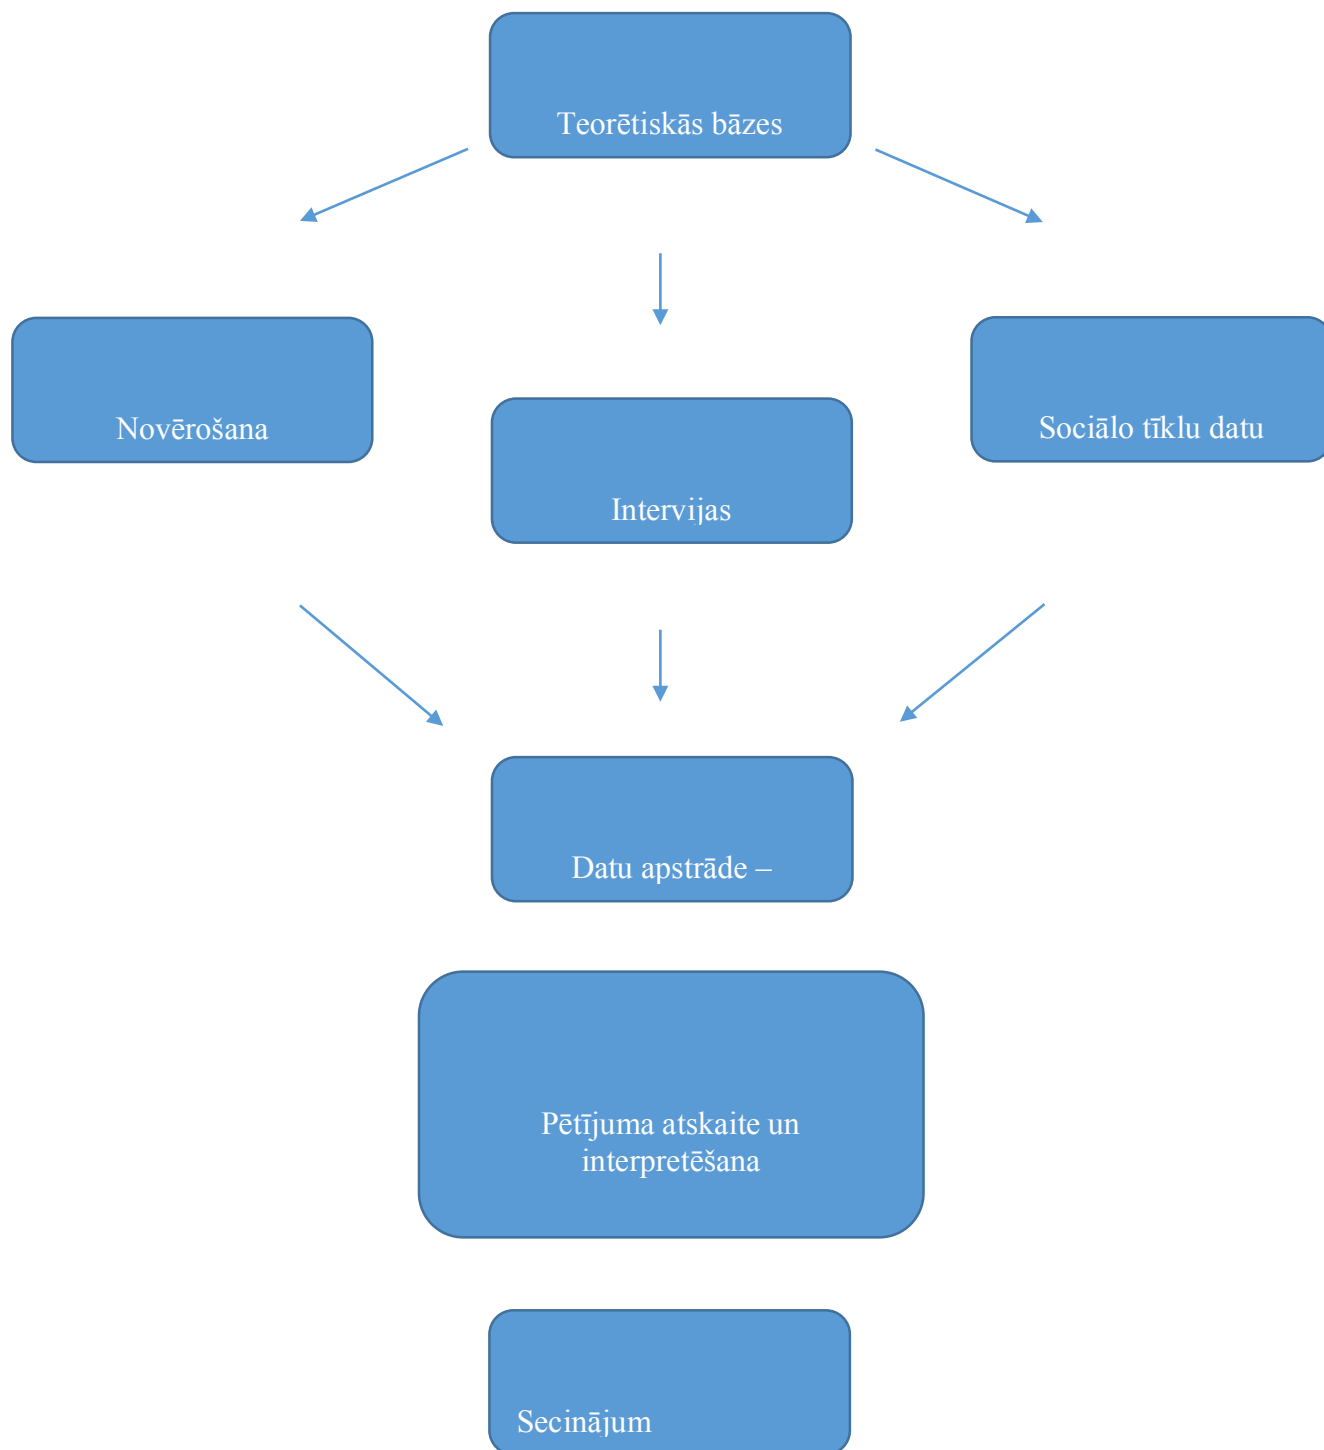 Teorētiskās bāzes
Novērošana
Intervijas
Sociālo tīklu datu
Datu apstrāde –
Pētījuma atskaite un
interpretēšana
Secinājum